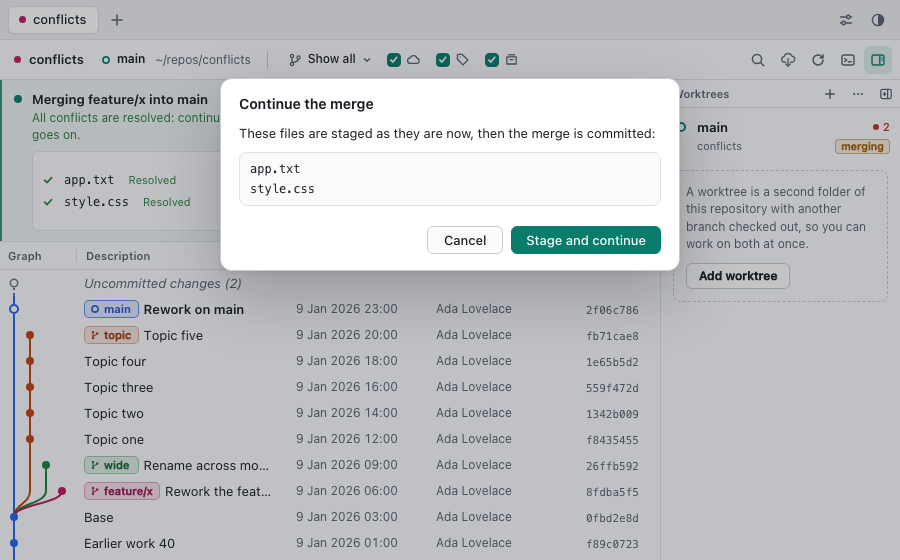 conflicts
conflicts main ~/repos/conflicts Show all
Merging feature/x into main
All conflicts are resolved: continu
goes on.
app.txt Resolved
style.css Resolved
Continue the merge
These files are staged as they are now, then the merge is committed:
app.txt
style.css
Cancel Stage and continue
Worktrees
main 2
conflicts merging
A worktree is a second folder of
this repository with another
branch checked out, so you can
work on both at once.
Add worktree
Graph Description
Uncommitted changes (2)
main Rework on main 9 Jan 2026 23:00 Ada Lovelace 2f06c786
topic Topic five 9 Jan 2026 20:00 Ada Lovelace fb71cae8
Topic four 9 Jan 2026 18:00 Ada Lovelace 1e65b5d2
Topic three 9 Jan 2026 16:00 Ada Lovelace 559f472d
Topic two 9 Jan 2026 14:00 Ada Lovelace 1342b009
Topic one 9 Jan 2026 12:00 Ada Lovelace f8435455
wide Rename across mo... 9 Jan 2026 09:00 Ada Lovelace 26ffb592
feature/x Rework the feat... 9 Jan 2026 06:00 Ada Lovelace 8fdba5f5
Base 9 Jan 2026 03:00 Ada Lovelace 0fbd2e8d
Earlier work 40 9 Jan 2026 01:00 Ada Lovelace f89c0723